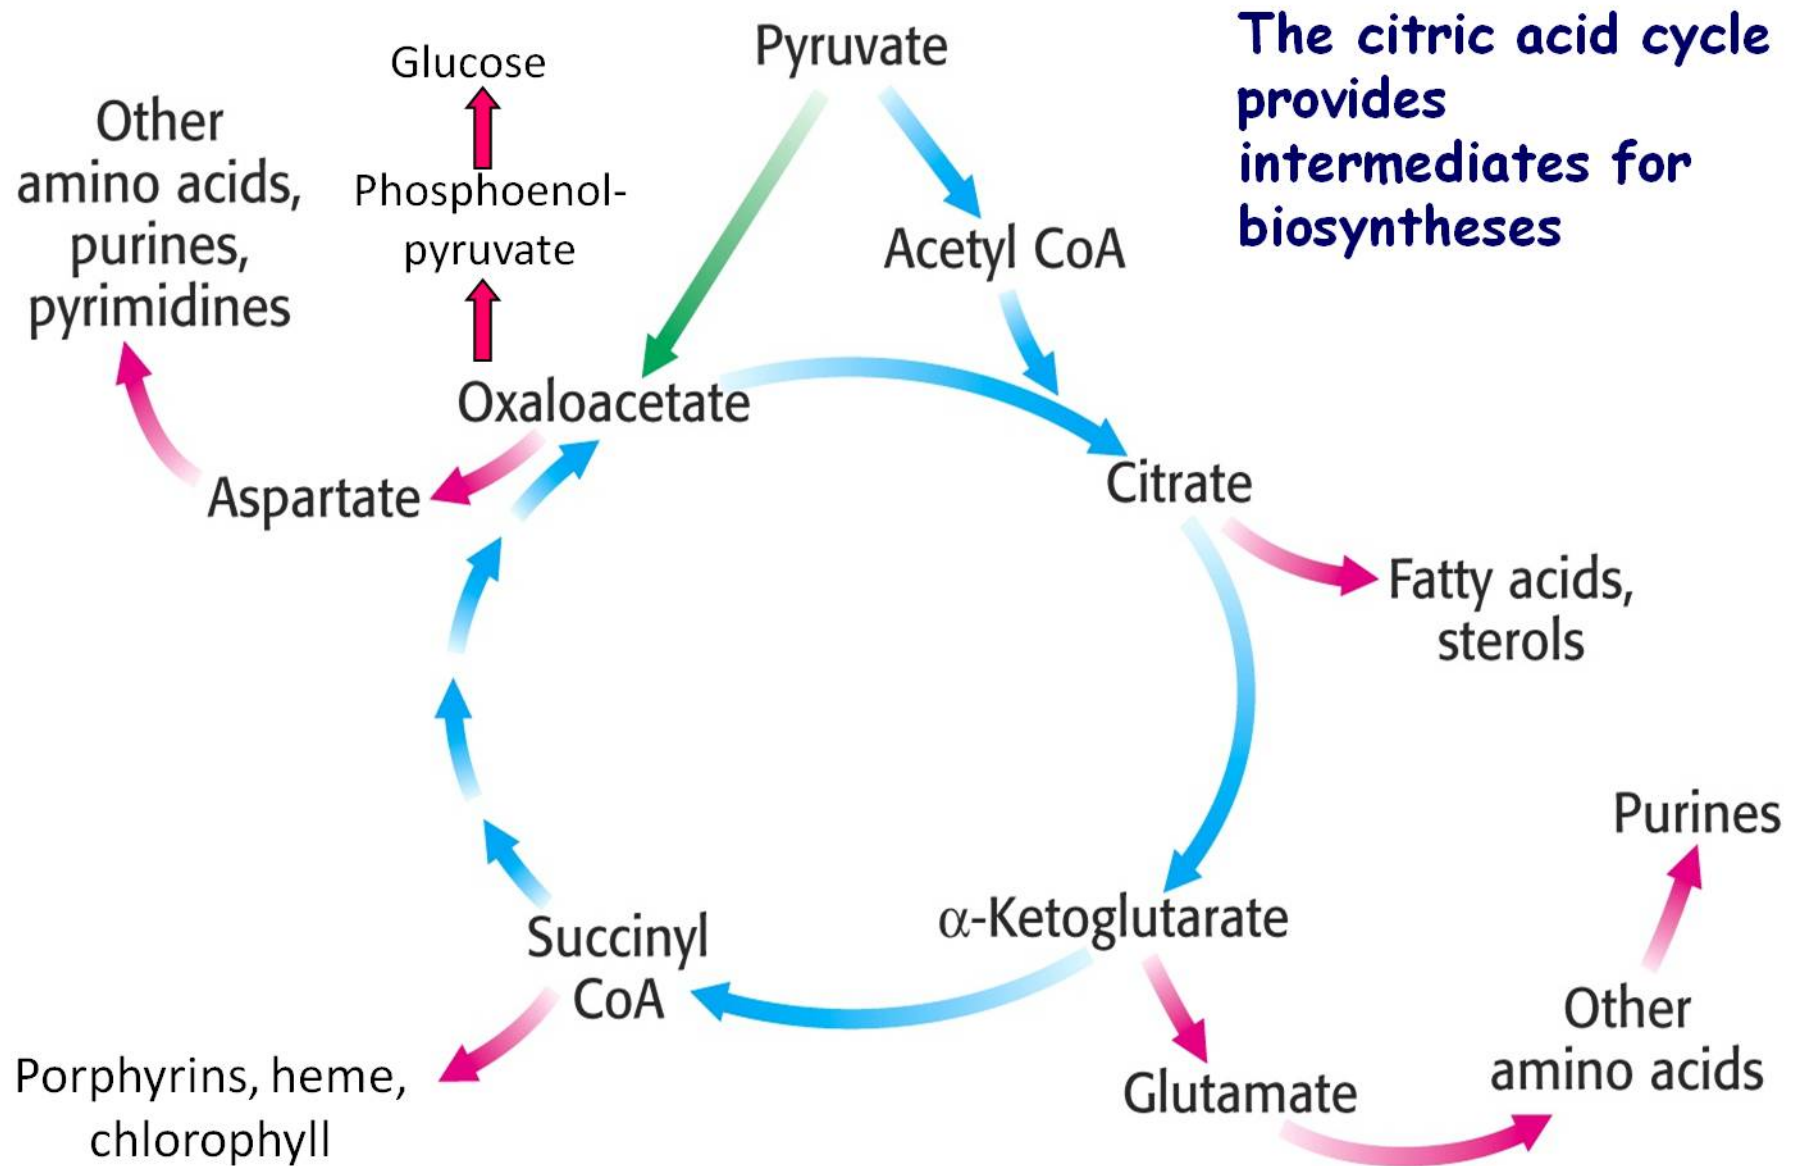 The citric acid cycle
provides
intermediates for
biosyntheses
Pyruvate
Glucose
Phosphoenol-
pyruvate
Other
amino acids,
purines,
pyrimidines
Acetyl CoA
Oxaloacetate
Aspartate
Citrate
Fatty acids,
sterols
α-Ketoglutarate
Succinyl
CoA
Porphyrins, heme,
chlorophyll
Glutamate
Other
amino acids
Purines